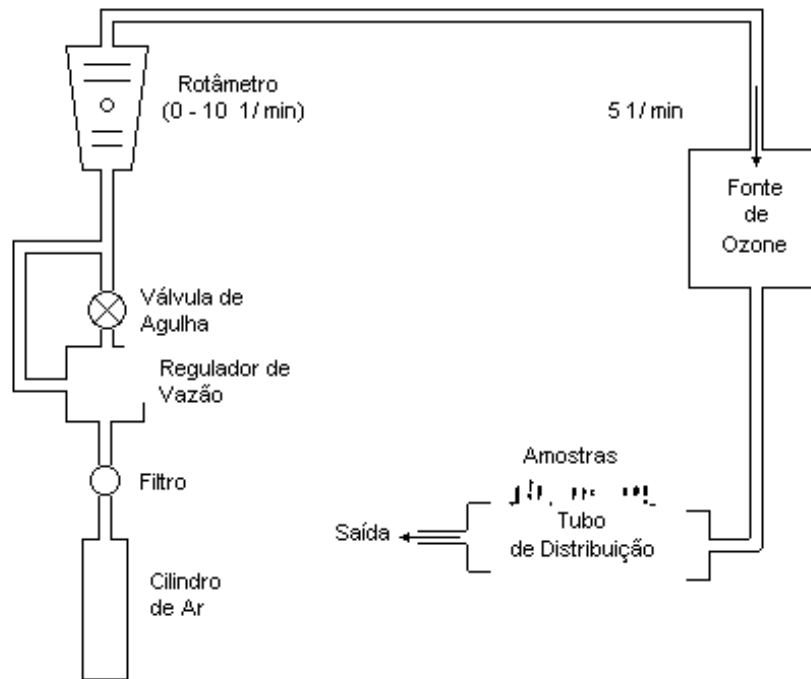 Rotâmetro
(0 - 10 1/ min)
5 1/ min
Fonte
de
Ozone
Válvula de
Agulha
Regulador de
Vazão
Filtro
Amostras
Tubo
de Distribuição
Saída
Cilindro
de Ar